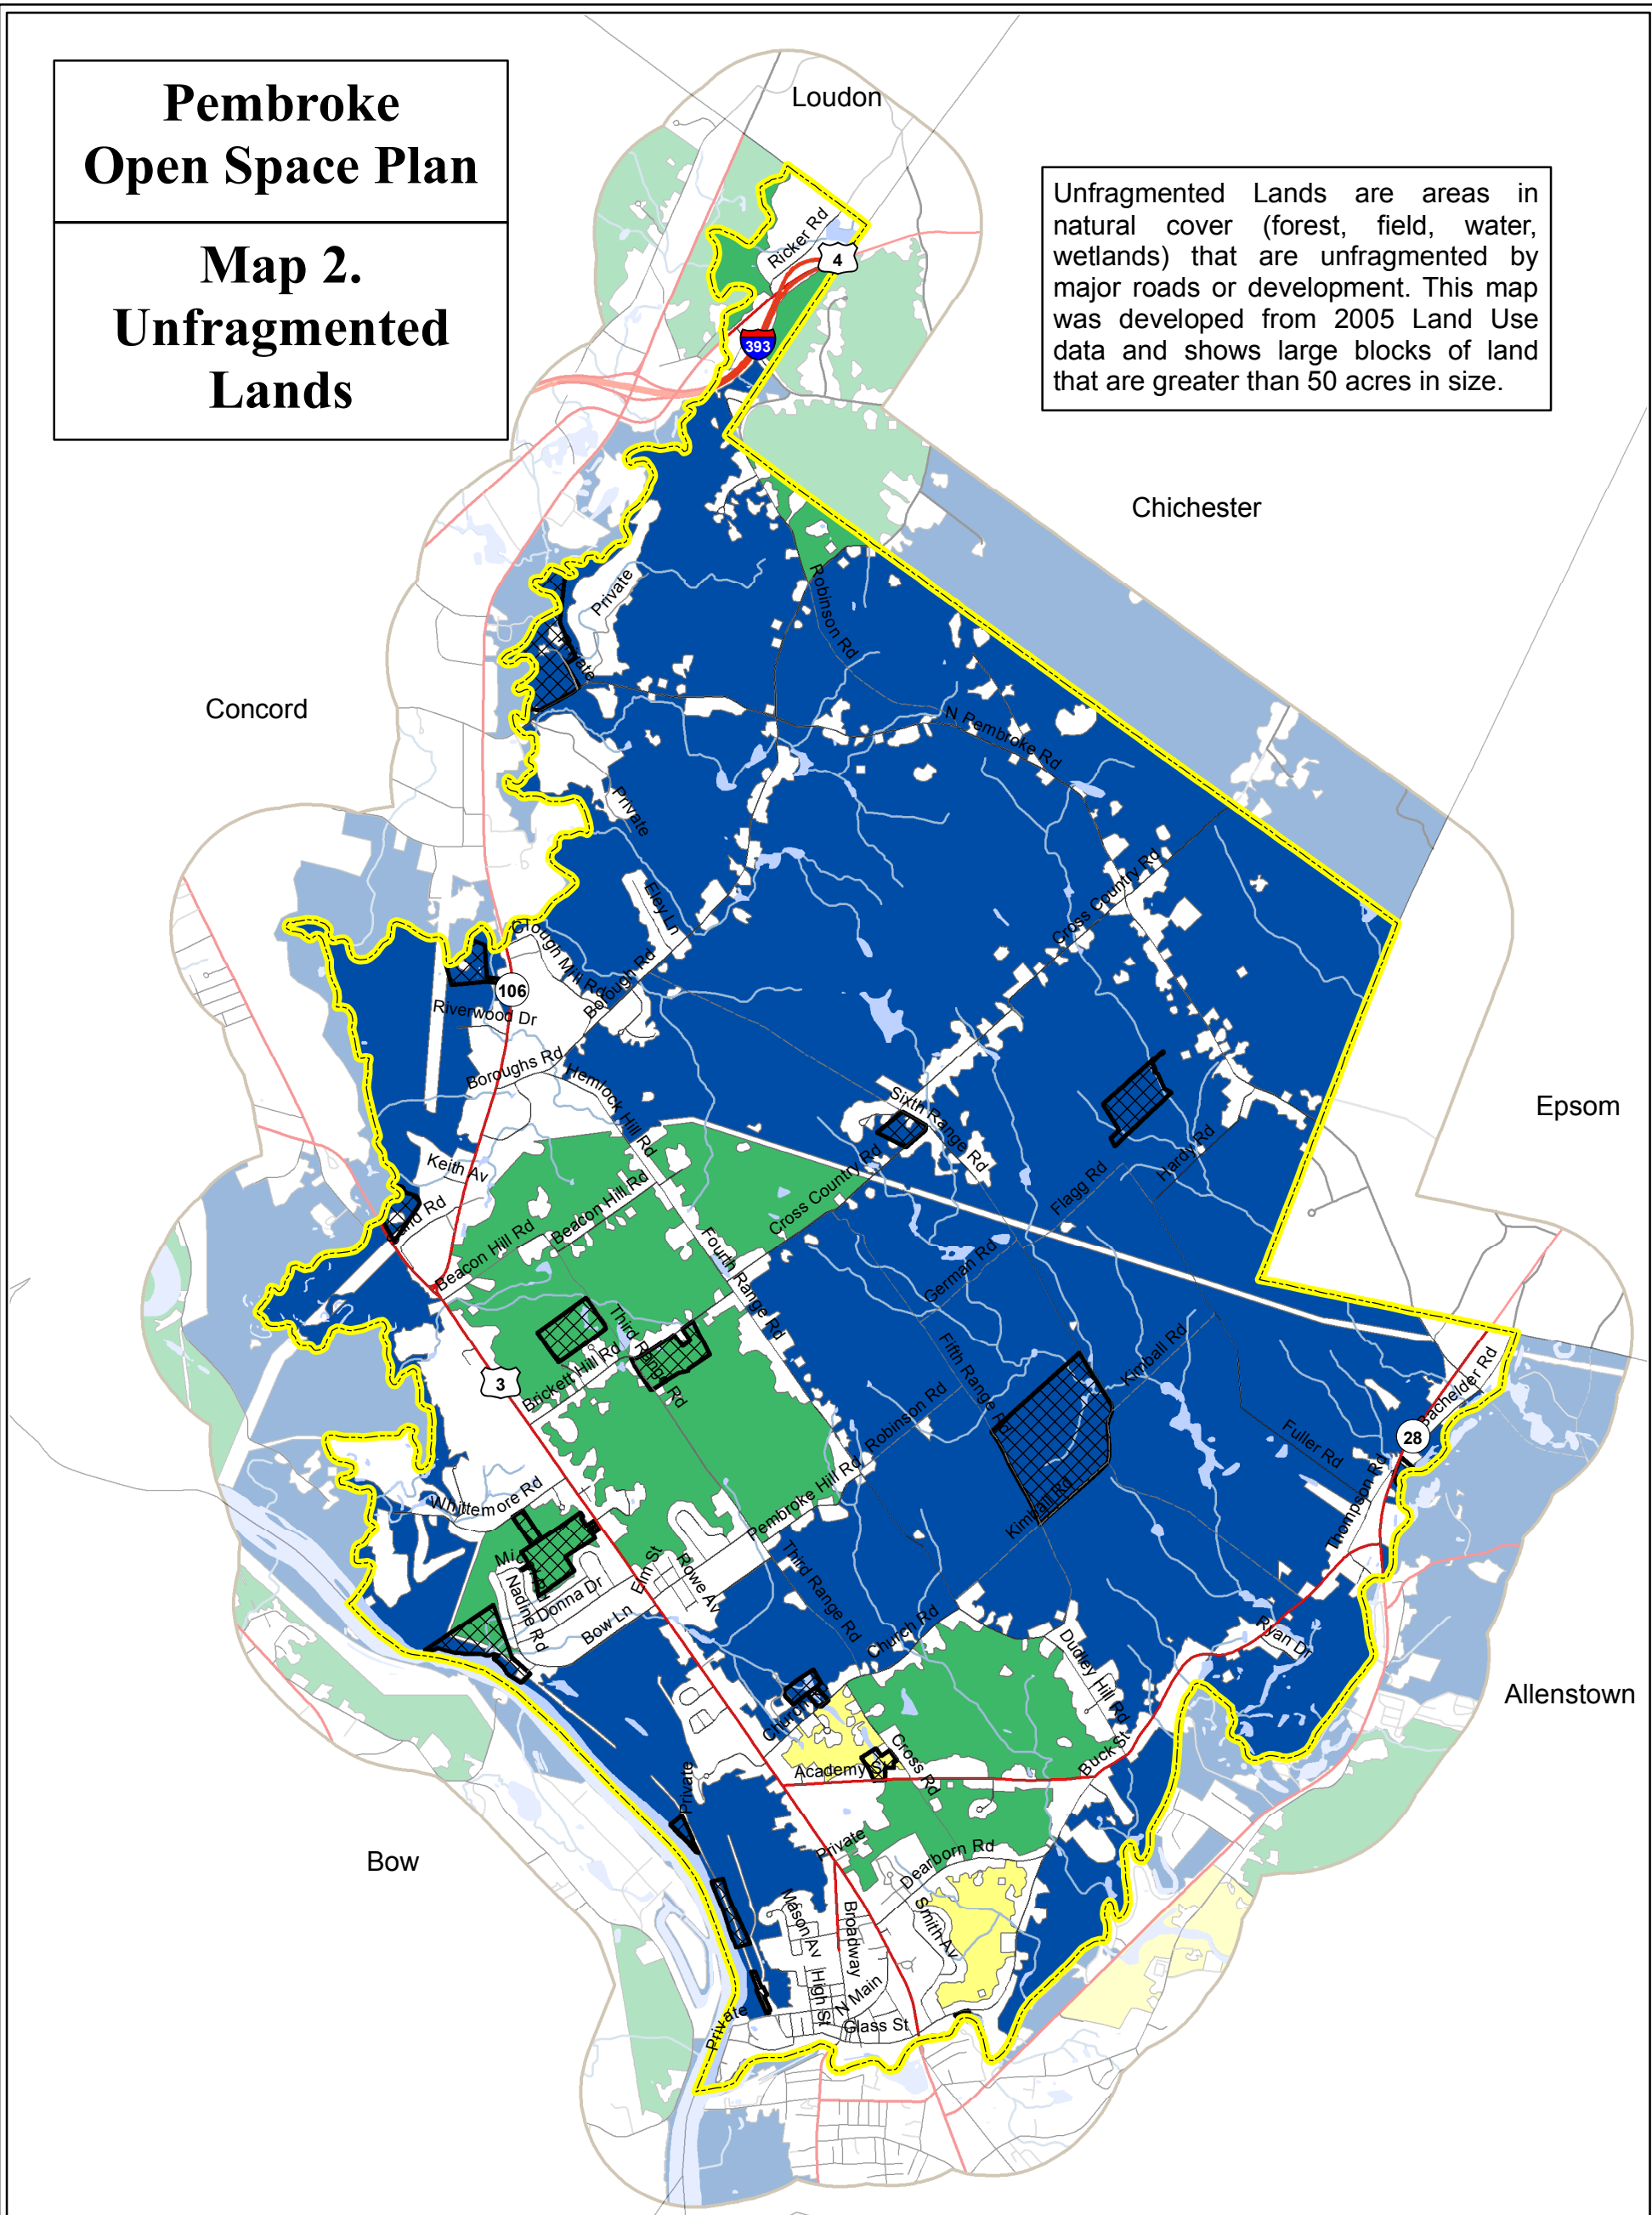 Pembroke
Open Space Plan
Map 2.
Unfragmented
Lands
Unfragmented Lands are areas in
natural cover (forest, field, water,
wetlands) that are unfragmented by
major roads or development. This map
was developed from 2005 Land Use
data and shows large blocks of land
that are greater than 50 acres in size.
Loudon
Ricker Rd
4
393
Chichester
Robinson Rd
Private
Private
Concord
N Pembroke Rd
Private
Eley Ln
Cross Country Rd
Clough Mill Rd
Borough Rd
106
Riverwood Dr
Boroughs Rd
Hemlock Hill Rd
Sixth Range Rd
Epsom
Keith Av
Beacon Hill Rd
Cross Country Rd
Flagg Rd
Hardy Rd
Beacon Hill Rd
Fourth Range Rd
German Rd
Third Range Rd
Brickett Hill Rd
3
Fifth Range Rd
Kimball Rd
Robinson Rd
Bachelder Rd
28
Fuller Rd
Thompson Rd
Whittemore Rd
Pembroke Hill Rd
Kimball Rd
Nadine Rd
Donna Dr
Bow Ln
Elm St
Rowe Av
Third Range Rd
Church Rd
Dudley Hill Rd
Ryan Dr
Allenstown
Buck St
Academy
Cross Rd
Private
Private
Dearborn Rd
Bow
Mason Av
Broadway
Smith Av
High St
N Main
Glass St
Private